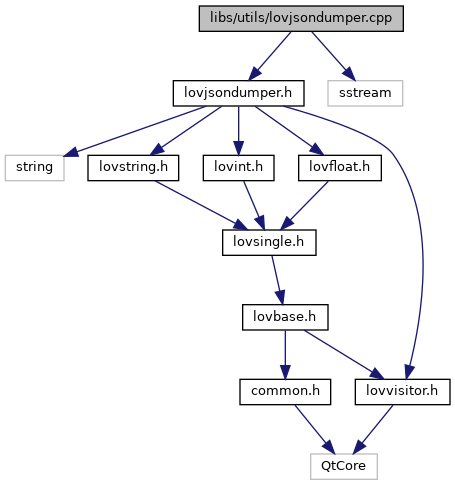 libs/utils/lovjsondumper.cpp
lovjsondumper.h
sstream
string
lovstring.h
lovint.h
lovfloat.h
lovsingle.h
lovbase.h
common.h
lovvisitor.h
QtCore